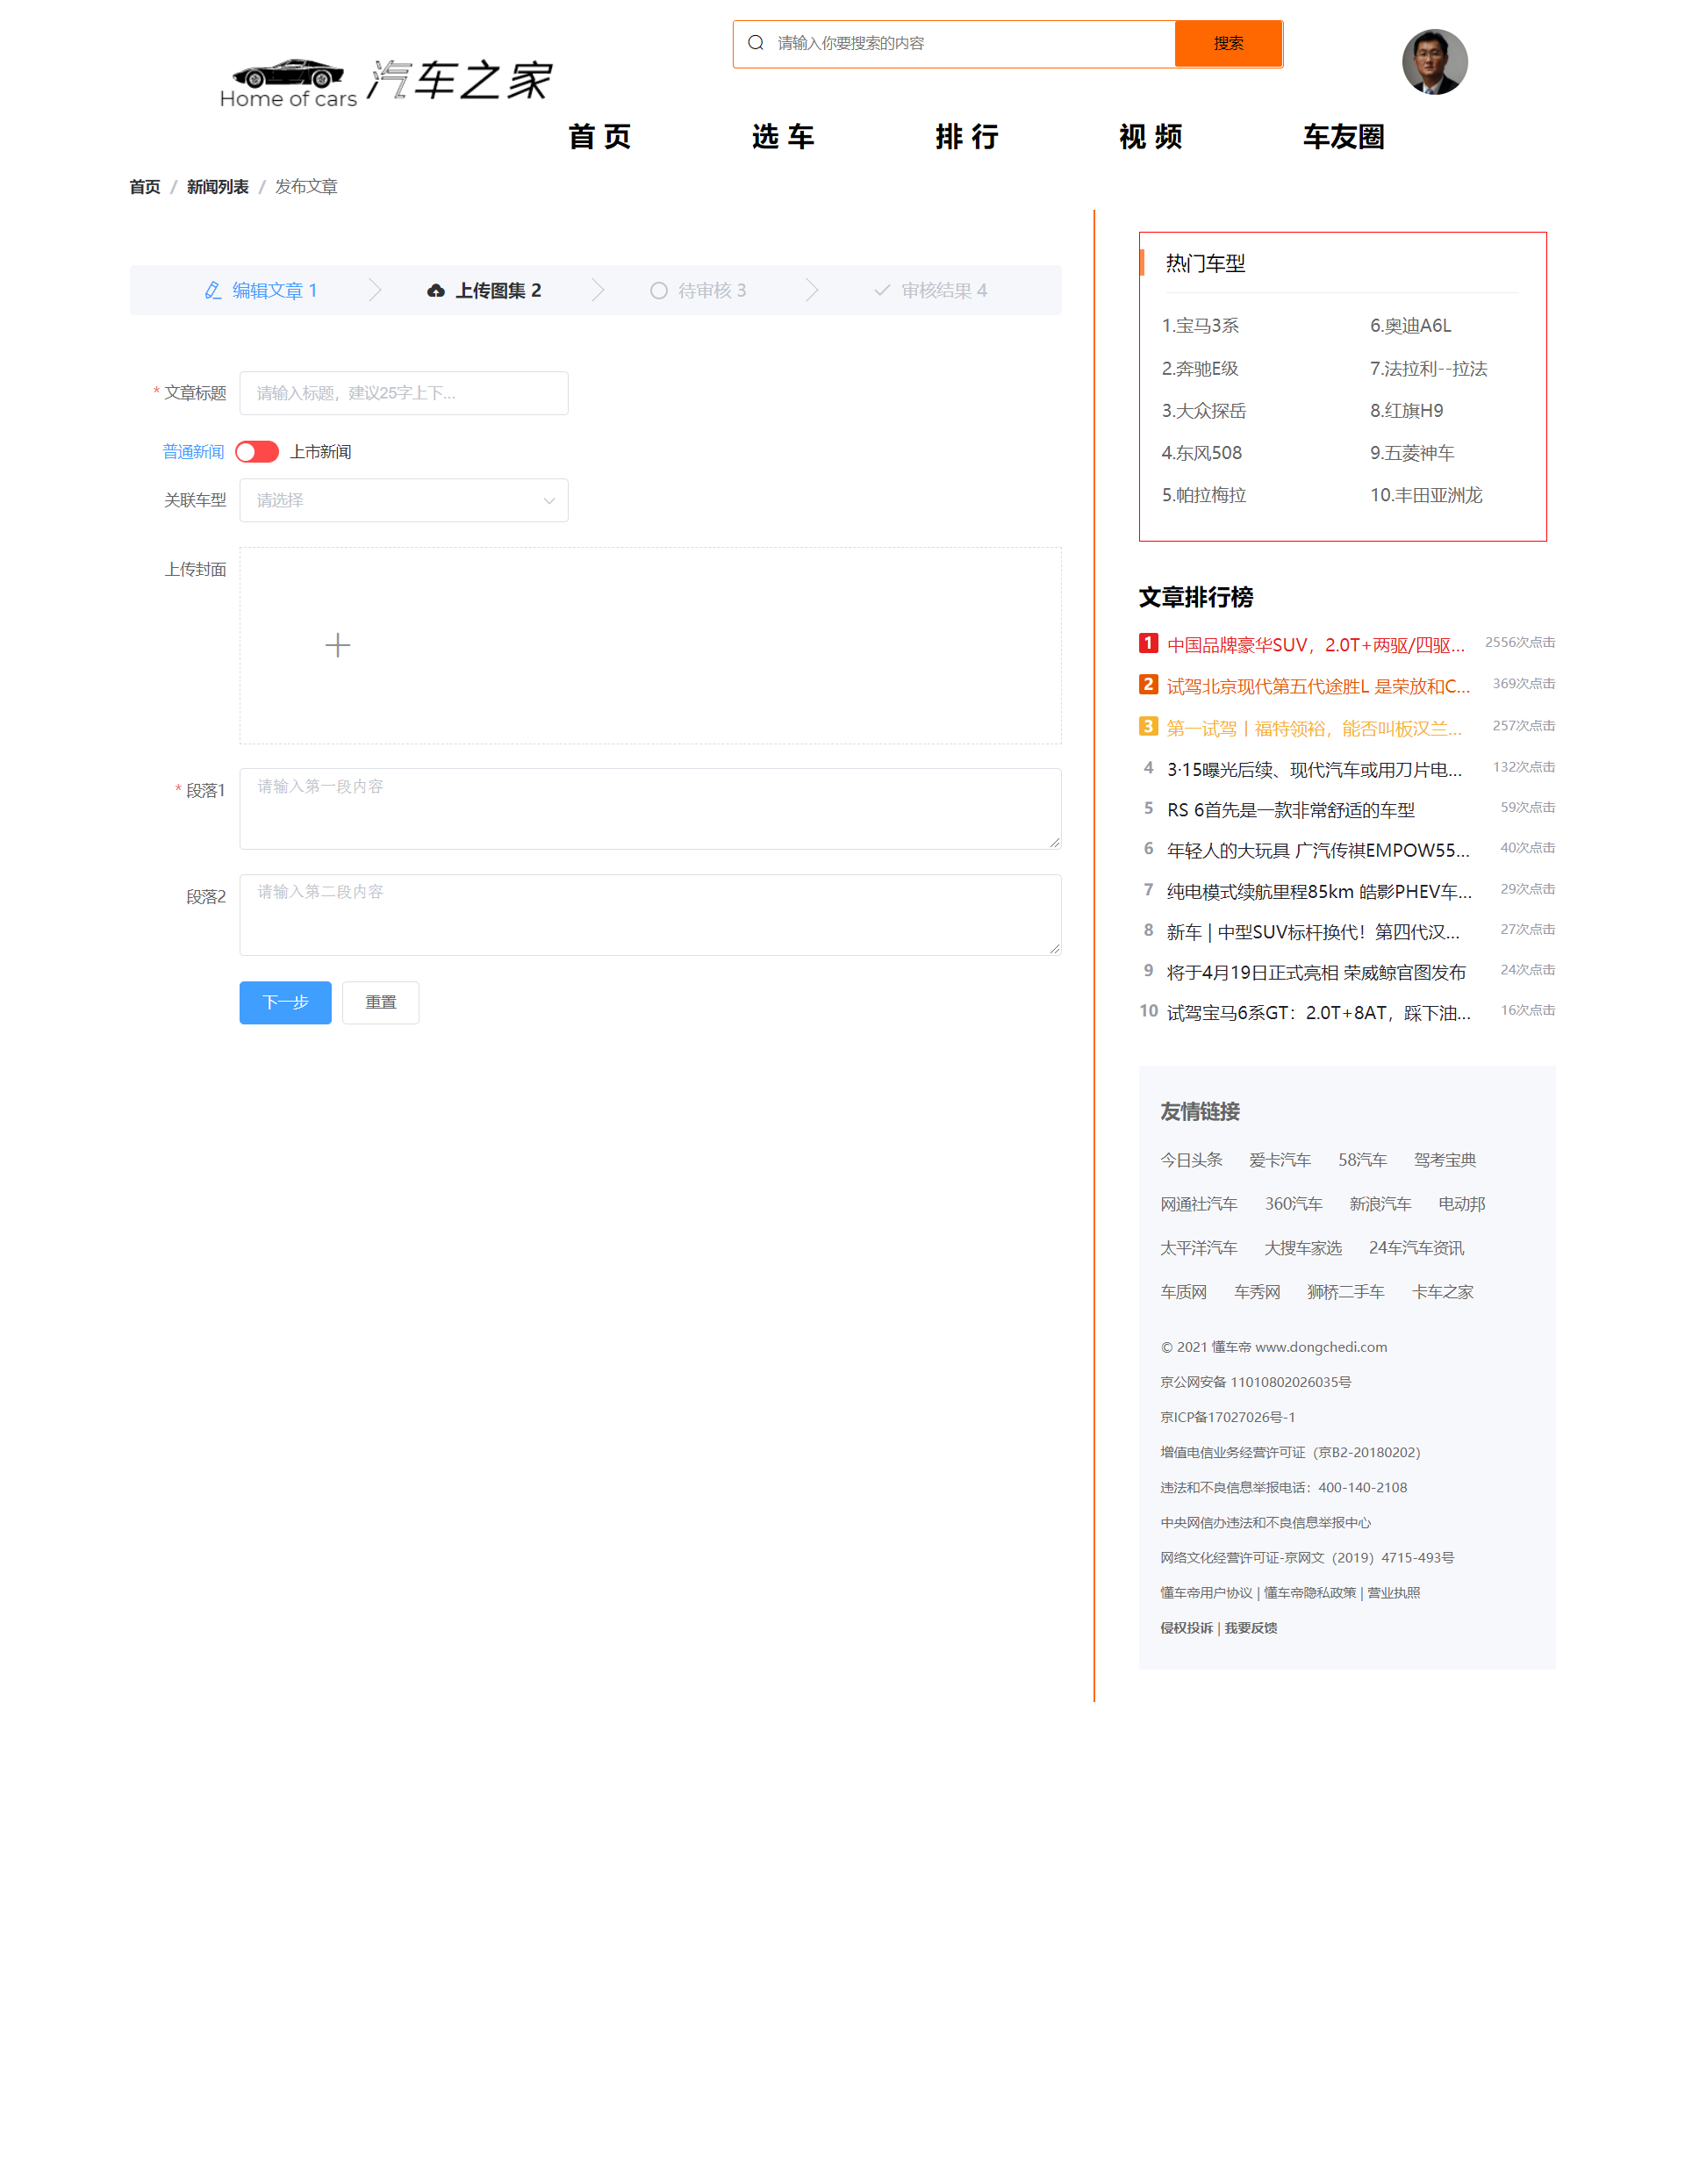 请输入你要搜索的内容
搜索
Home of cars 汽车之家
首 页 选 车 排 行 视 频 车友圈
首页 / 新闻列表 / 发布文章
编辑文章 1 上传图集 2 待审核 3 审核结果 4
* 文章标题 请输入标题，建议25字上下...
普通新闻 上市新闻
关联车型 请选择
上传封面
* 段落1 请输入第一段内容
段落2 请输入第二段内容
下一步 重置
热门车型
1.宝马3系 6.奥迪A6L
2.奔驰E级 7.法拉利--拉法
3.大众探岳 8.红旗H9
4.东风508 9.五菱神车
5.帕拉梅拉 10.丰田亚洲龙
文章排行榜
1 中国品牌豪华SUV，2.0T+两驱/四驱... 2556次点击
2 试驾北京现代第五代途胜L 是荣放和C... 369次点击
3 第一试驾丨福特领裕，能否叫板汉兰... 257次点击
4 3·15曝光后续、现代汽车或用刀片电... 132次点击
5 RS 6首先是一款非常舒适的车型 59次点击
6 年轻人的大玩具 广汽传祺EMPOW55... 40次点击
7 纯电模式续航里程85km 皓影PHEV车... 29次点击
8 新车 | 中型SUV标杆换代！第四代汉... 27次点击
9 将于4月19日正式亮相 荣威鲸官图发布 24次点击
10 试驾宝马6系GT：2.0T+8AT，踩下油... 16次点击
友情链接
今日头条 爱卡汽车 58汽车 驾考宝典
网通社汽车 360汽车 新浪汽车 电动邦
太平洋汽车 大搜车家选 24车汽车资讯
车质网 车秀网 狮桥二手车 卡车之家
© 2021 懂车帝 www.dongchedi.com
京公网安备 11010802026035号
京ICP备17027026号-1
增值电信业务经营许可证（京B2-20180202）
违法和不良信息举报电话：400-140-2108
中央网信办违法和不良信息举报中心
网络文化经营许可证-京网文（2019）4715-493号
懂车帝用户协议 | 懂车帝隐私政策 | 营业执照
侵权投诉 | 我要反馈